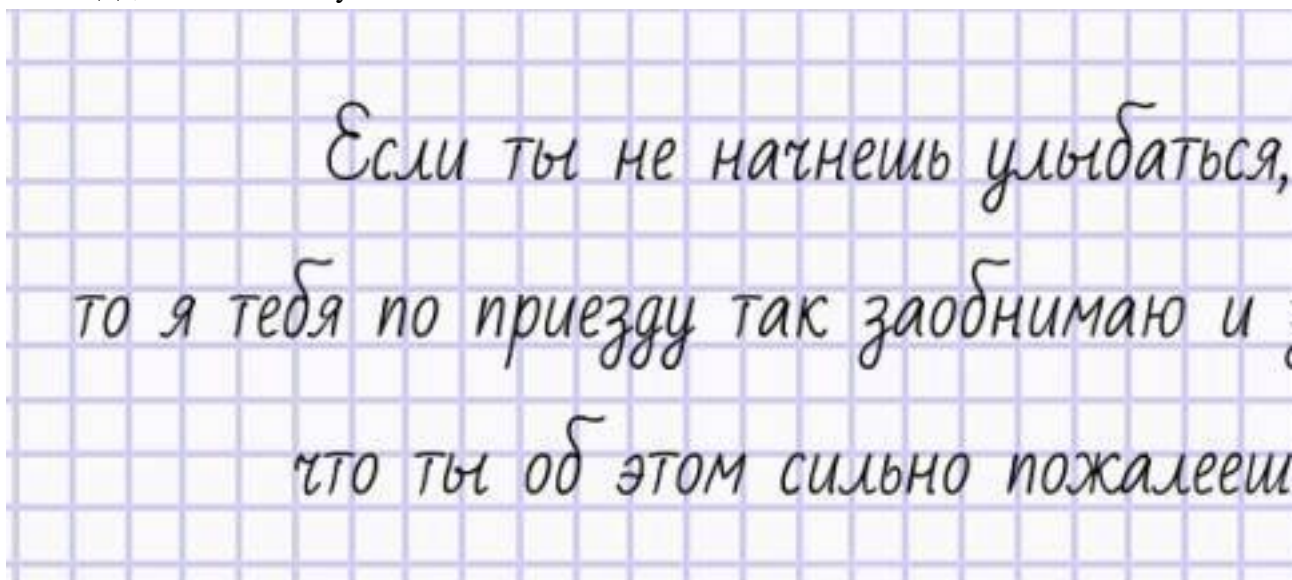 Если ты не начнешь улыбаться,
то я тебя по приезду так заобнимаю и
что ты об этом сильно пожалееш